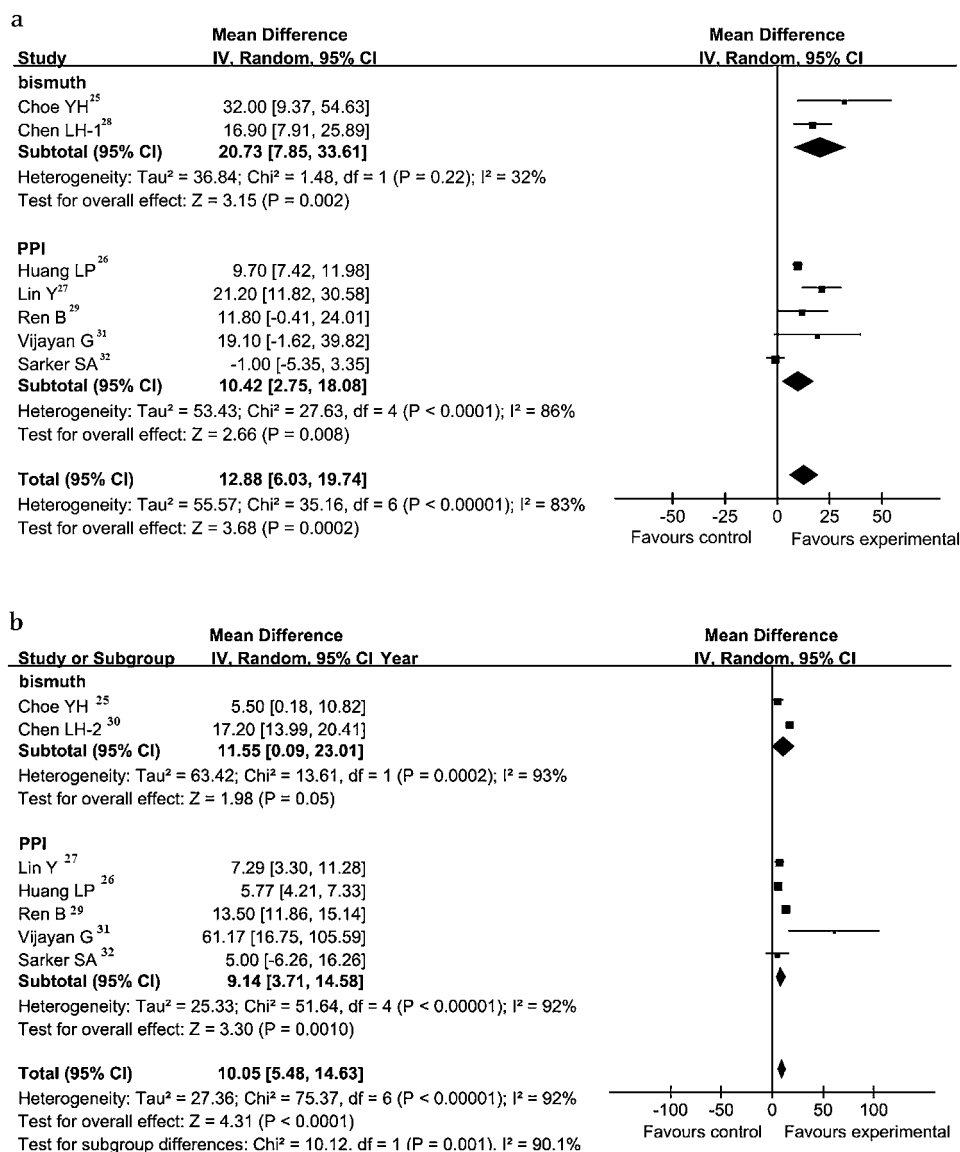 a
Mean Difference Mean Difference
Study IV, Random, 95% CI IV, Random, 95% CI
bismuth
Choe YH25 32.00 [9.37, 54.63]
Chen LH-128 16.90 [7.91, 25.89]
Subtotal (95% CI) 20.73 [7.85, 33.61]
Heterogeneity: Tau² = 36.84; Chi² = 1.48, df = 1 (P = 0.22); I² = 32%
Test for overall effect: Z = 3.15 (P = 0.002)
PPI
Huang LP26 9.70 [7.42, 11.98]
Lin Y27 21.20 [11.82, 30.58]
Ren B29 11.80 [-0.41, 24.01]
Vijayan G31 19.10 [-1.62, 39.82]
Sarker SA32 -1.00 [-5.35, 3.35]
Subtotal (95% CI) 10.42 [2.75, 18.08]
Heterogeneity: Tau² = 53.43; Chi² = 27.63, df = 4 (P < 0.0001); I² = 86%
Test for overall effect: Z = 2.66 (P = 0.008)
Total (95% CI) 12.88 [6.03, 19.74]
Heterogeneity: Tau² = 55.57; Chi² = 35.16, df = 6 (P < 0.00001); I² = 83%
Test for overall effect: Z = 3.68 (P = 0.0002)
-50 -25 0 25 50
Favours control Favours experimental
b
Mean Difference Mean Difference
Study or Subgroup IV, Random, 95% CI Year IV, Random, 95% CI
bismuth
Choe YH 25 5.50 [0.18, 10.82]
Chen LH-2 30 17.20 [13.99, 20.41]
Subtotal (95% CI) 11.55 [0.09, 23.01]
Heterogeneity: Tau² = 63.42; Chi² = 13.61, df = 1 (P = 0.0002); I² = 93%
Test for overall effect: Z = 1.98 (P = 0.05)
PPI
Lin Y 27 7.29 [3.30, 11.28]
Huang LP 26 5.77 [4.21, 7.33]
Ren B 29 13.50 [11.86, 15.14]
Vijayan G31 61.17 [16.75, 105.59]
Sarker SA 32 5.00 [-6.26, 16.26]
Subtotal (95% CI) 9.14 [3.71, 14.58]
Heterogeneity: Tau² = 25.33; Chi² = 51.64, df = 4 (P < 0.00001); I² = 92%
Test for overall effect: Z = 3.30 (P = 0.0010)
Total (95% CI) 10.05 [5.48, 14.63]
Heterogeneity: Tau² = 27.36; Chi² = 75.37, df = 6 (P < 0.00001); I² = 92%
Test for overall effect: Z = 4.31 (P < 0.0001)
Test for subgroup differences: Chi² = 10.12, df = 1 (P = 0.001), I² = 90.1%
-100 -50 0 50 100
Favours control Favours experimental